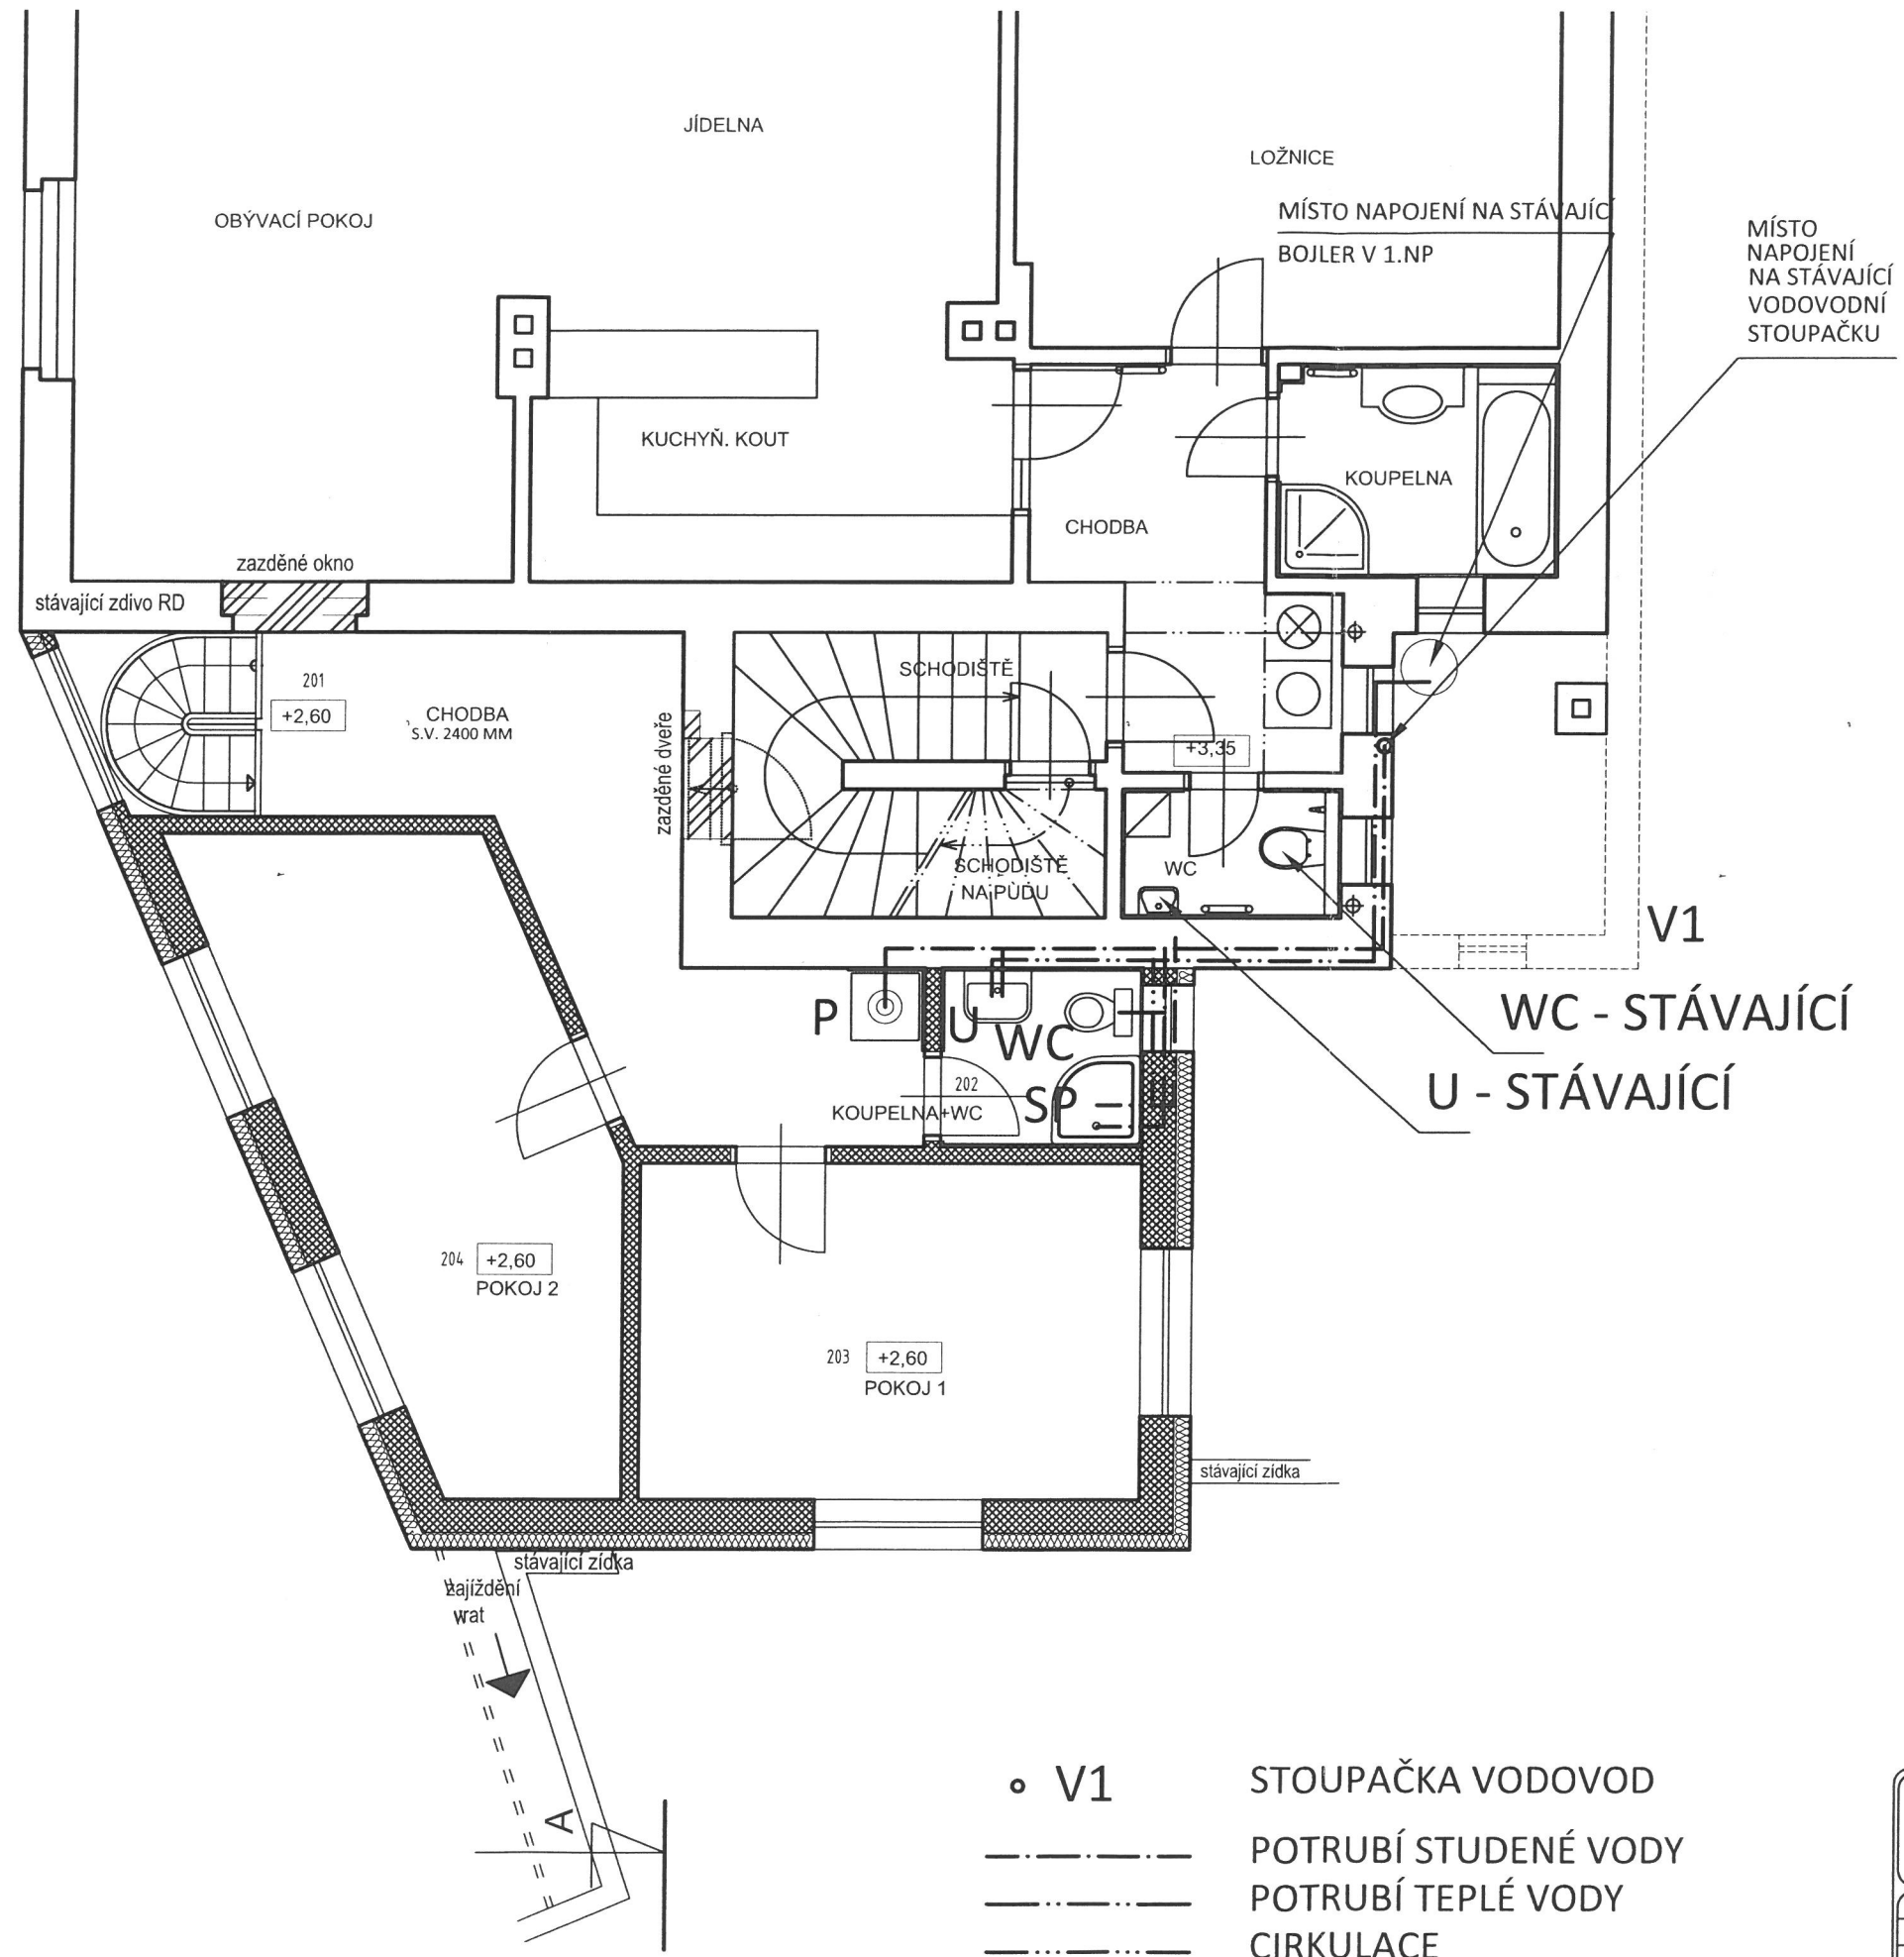 JÍDELNA
LOŽNICE
OBÝVACÍ POKOJ
MÍSTO NAPOJENÍ NA STÁVAJÍCÍ
BOJLER V 1.NP
MÍSTO
NAPOJENÍ
NA STÁVAJÍCÍ
VODOVODNÍ
STOUPAČKU
KUCHYŇ. KOUT
KOUPELNA
CHODBA
zazděné okno
stávající zdivo RD
SCHODIŠTĚ
201
+2,60
CHODBA
S.V. 2400 MM
zazděné dveře
+3,35
SCHODIŠTĚ
NA PŮDU
WC
V1
WC - STÁVAJÍCÍ
P
U
WC
U - STÁVAJÍCÍ
202
SP
KOUPELNA+WC
204
+2,60
POKOJ 2
203
+2,60
POKOJ 1
stávající zídka
stávající zídka
zajíždění
vrat
A
V1
STOUPAČKA VODOVOD
POTRUBÍ STUDENÉ VODY
POTRUBÍ TEPLÉ VODY
CIRKULACE